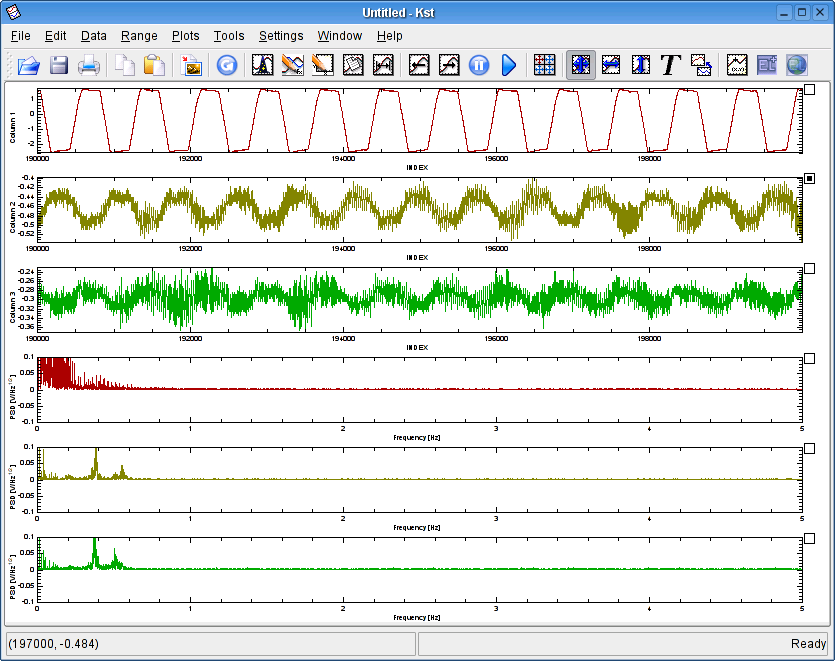 Untitled - Kst
File Edit Data Range Plots Tools Settings Window Help
Column 1
1
0
-1
-2
190000 192000 194000 196000 198000
INDEX
Column 2
-0.4
-0.42
-0.44
-0.46
-0.48
-0.5
-0.52
190000 192000 194000 196000 198000
INDEX
Column 3
-0.24
-0.26
-0.28
-0.3
-0.32
-0.34
-0.36
190000 192000 194000 196000 198000
INDEX
PSD [V/Hz^1/2]
0.1
0.05
0
-0.05
-0.1
0 1 2 3 4 5
Frequency [Hz]
PSD [V/Hz^1/2]
0.1
0.05
0
-0.05
-0.1
0 1 2 3 4 5
Frequency [Hz]
PSD [V/Hz^1/2]
0.1
0.05
0
-0.05
-0.1
0 1 2 3 4 5
Frequency [Hz]
(197000, -0.484) Ready